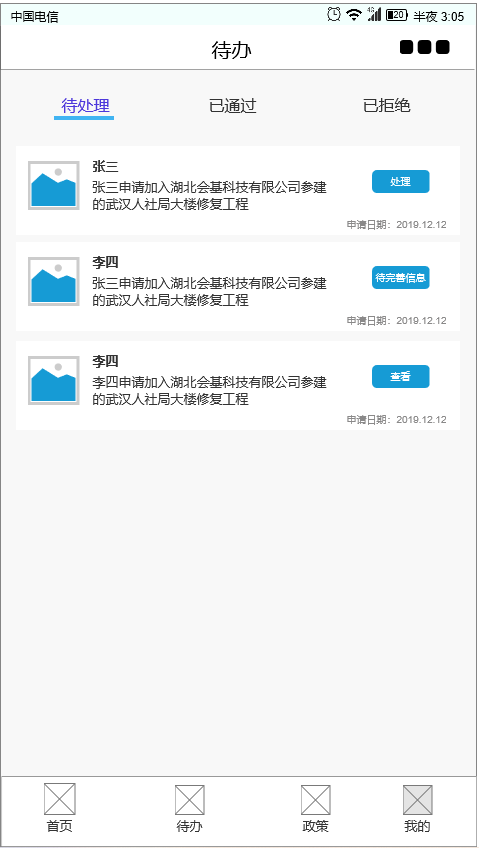 中国电信 4G 20 半夜 3:05
待办
待处理 已通过 已拒绝
张三
处理
张三申请加入湖北会基科技有限公司参建
的武汉人社局大楼修复工程
申请日期：2019.12.12
李四
待完善信息
张三申请加入湖北会基科技有限公司参建
的武汉人社局大楼修复工程
申请日期：2019.12.12
李四
查看
李四申请加入湖北会基科技有限公司参建
的武汉人社局大楼修复工程
申请日期：2019.12.12
首页 待办 政策 我的